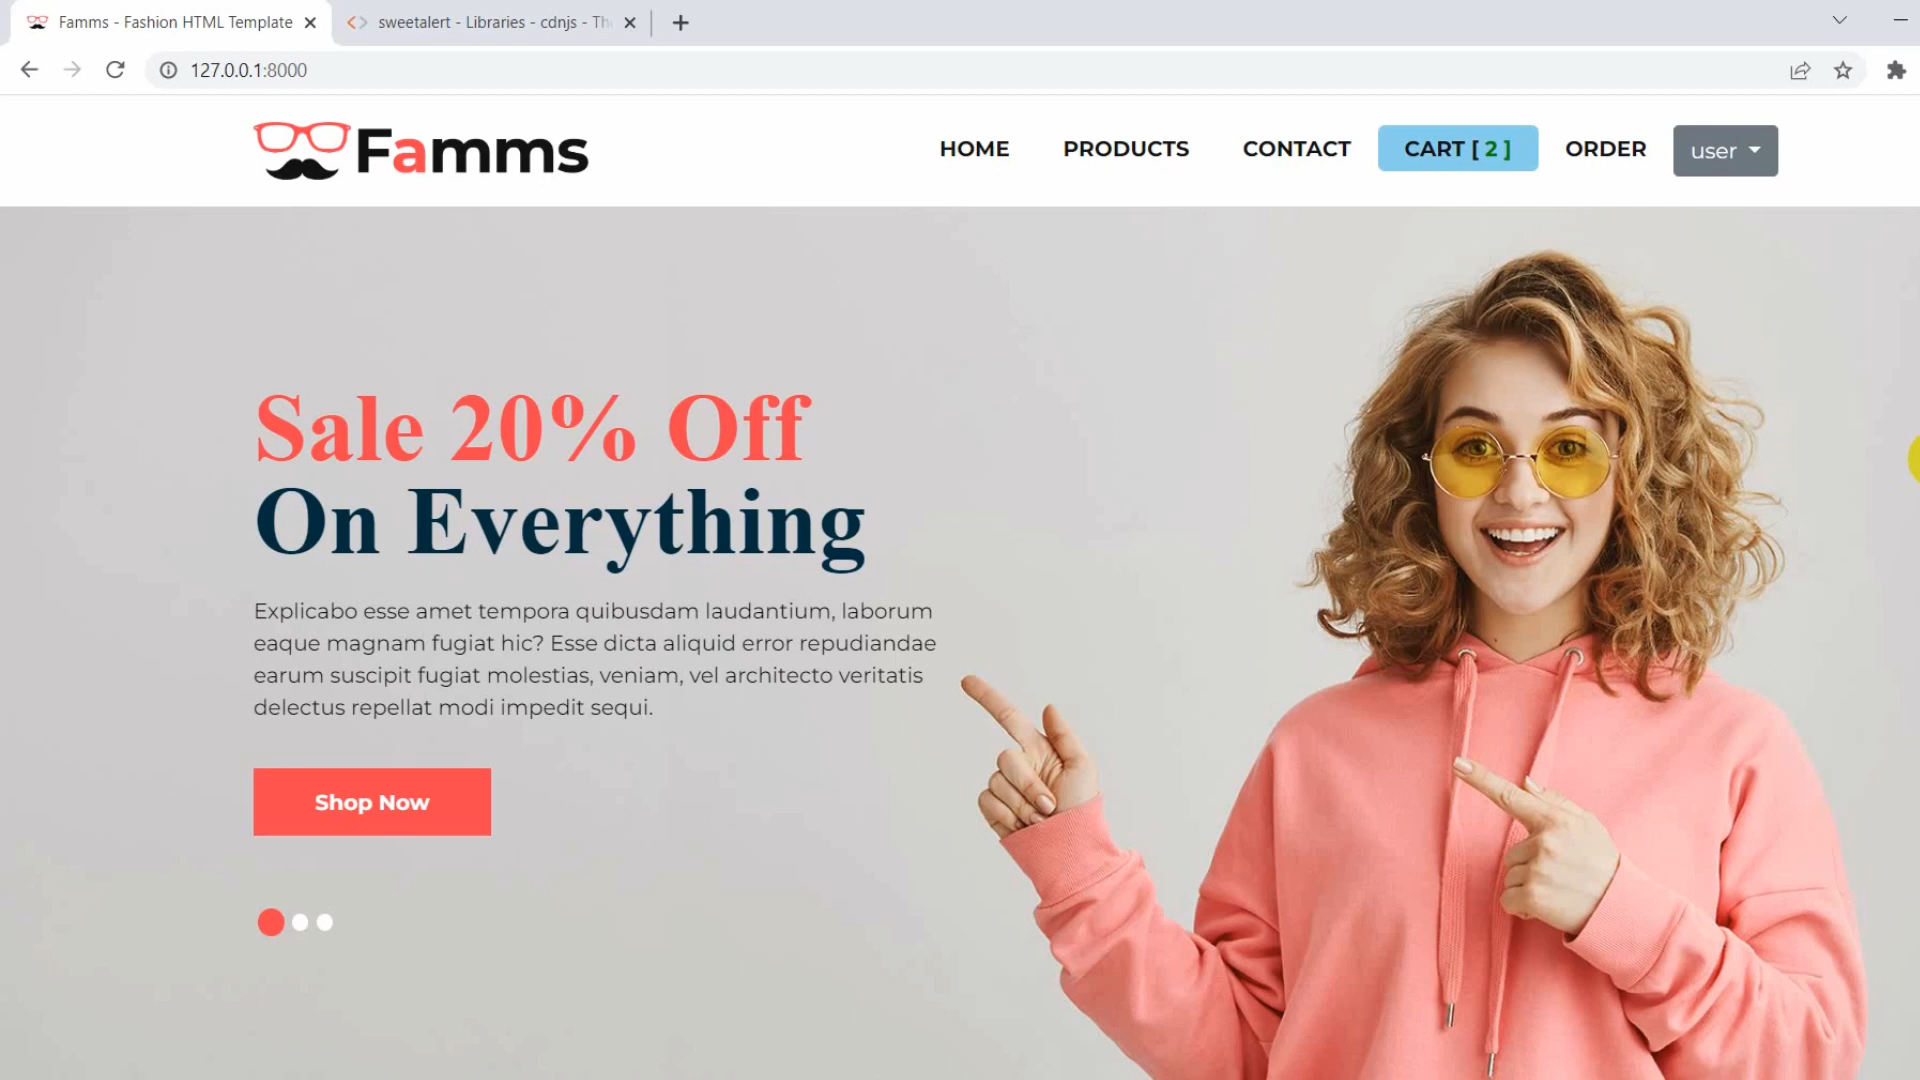 Famms - Fashion HTML Template
sweetalert - Libraries - cdnjs - Th
127.0.0.1:8000
Famms
HOME
PRODUCTS
CONTACT
CART [ 2 ]
ORDER
user
Sale 20% Off
On Everything
Explicabo esse amet tempora quibusdam laudantium, laborum
eaque magnam fugiat hic? Esse dicta aliquid error repudiandae
earum suscipit fugiat molestias, veniam, vel architecto veritatis
delectus repellat modi impedit sequi.
Shop Now